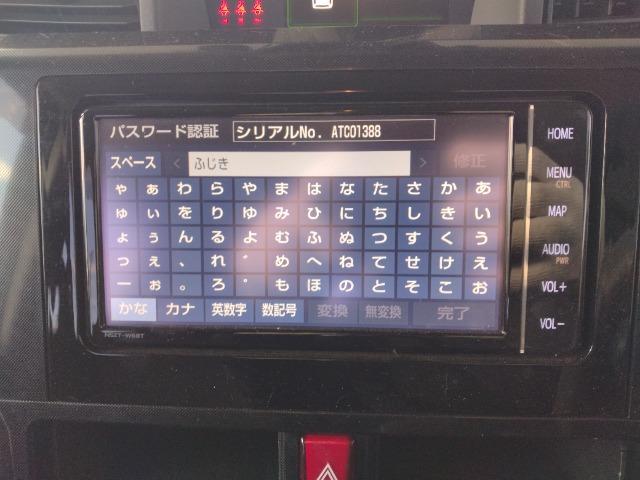 パスワード認証 シリアルNo. ATC01388
スペース < ふじき > 修正
ゃ ぁ わ ら や ま は な た さ か あ
ゅ ぃ を り ゆ み ひ に ち し き い
ょ ぅ ん る よ む ふ ぬ つ す く う
っ ぇ 、 れ ゛ め へ ね て せ け え
ー ぉ 。 ろ ゜ も ほ の と そ こ お
かな カナ 英数字 数記号 変換 無変換 完了
NSZT-W68T
HOME
MENU
CTRL
MAP
AUDIO
PWR
VOL+
VOL-